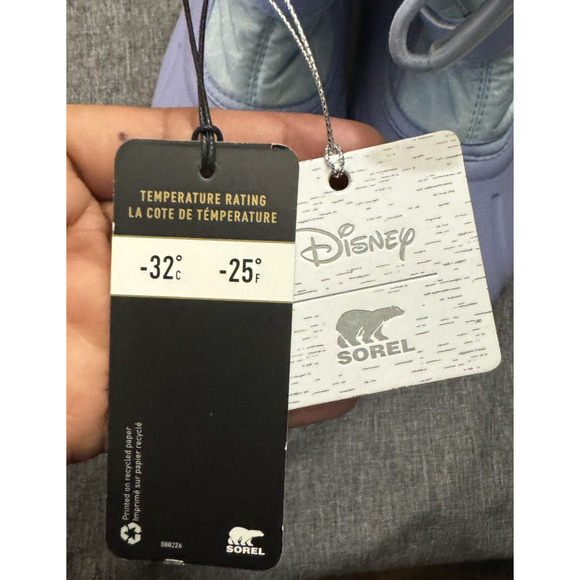 TEMPERATURE RATING
LA COTE DE TÉMPERATURE
-32°C -25°F
Printed on recycled paper
Imprimé sur papier recyclé
088226
SOREL
Disney
SOREL